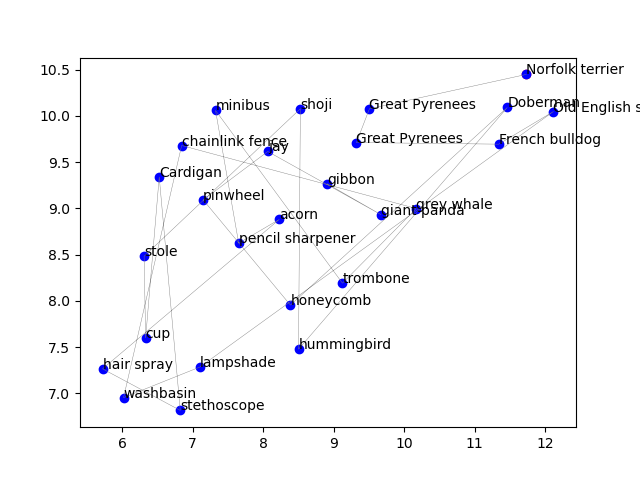 10.5
10.0
9.5
9.0
8.5
8.0
7.5
7.0
Norfolk terrier
minibus
shoji
Great Pyrenees
Doberman
Old English s
chainlink fence
jay
Great Pyrenees
French bulldog
Cardigan
gibbon
pinwheel
acorn
giant panda
grey whale
pencil sharpener
stole
trombone
honeycomb
cup
hummingbird
hair spray
lampshade
washbasin
stethoscope
6
7
8
9
10
11
12